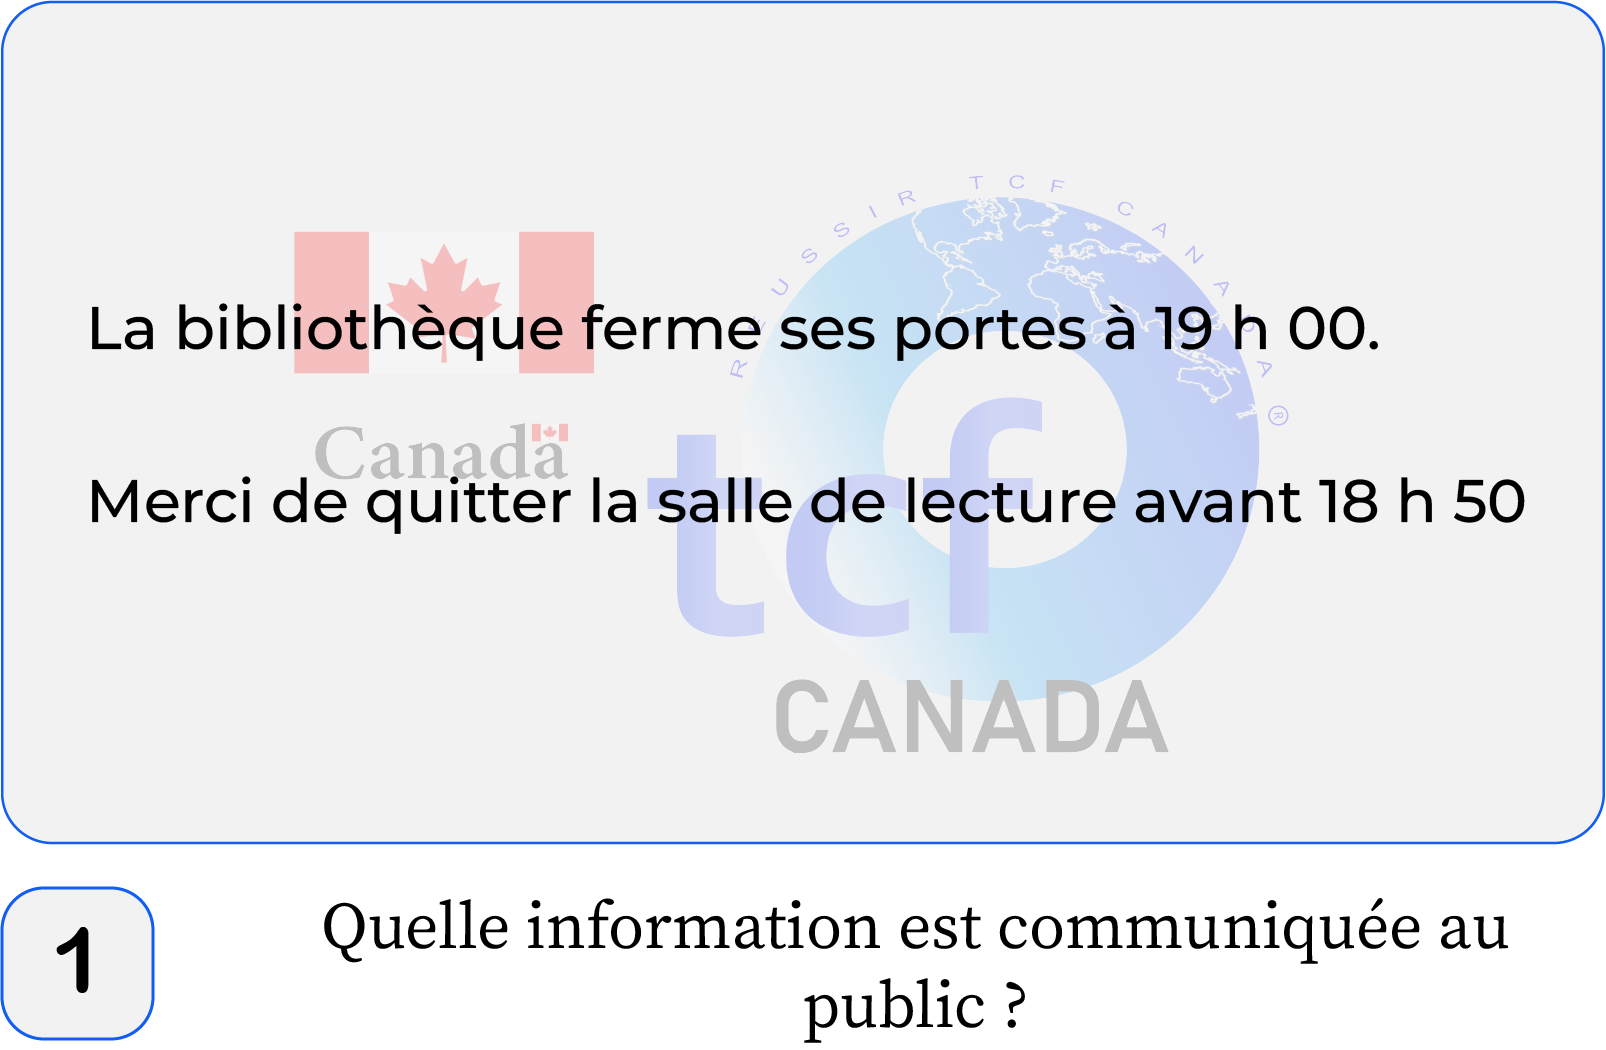 REUSSIR TCF CANADA®
La bibliothèque ferme ses portes à 19 h 00.
Canada
Merci de quitter la salle de lecture avant 18 h 50
tcf
CANADA
1
Quelle information est communiquée au
public ?